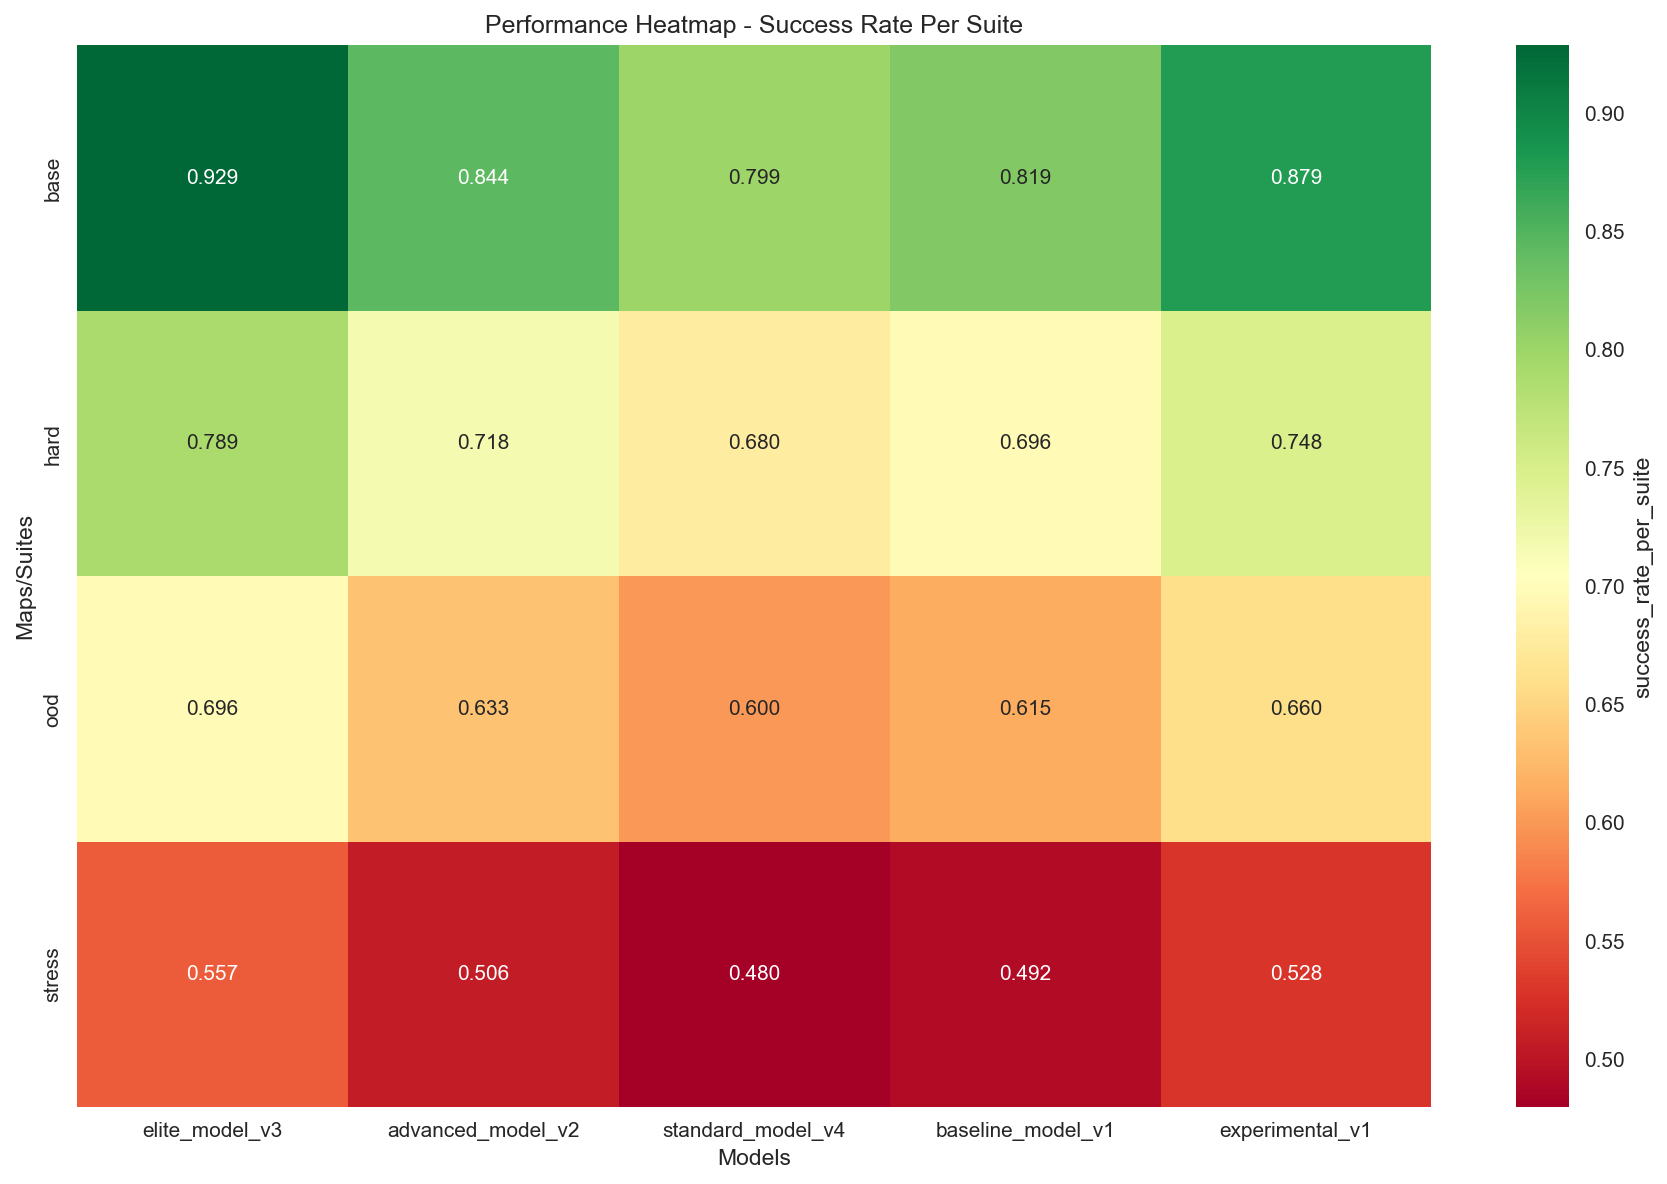 Performance Heatmap - Success Rate Per Suite
Maps/Suites
base
0.929 0.844 0.799 0.819 0.879
hard
0.789 0.718 0.680 0.696 0.748
ood
0.696 0.633 0.600 0.615 0.660
stress
0.557 0.506 0.480 0.492 0.528
elite_model_v3 advanced_model_v2 standard_model_v4 baseline_model_v1 experimental_v1
Models
0.90
0.85
0.80
0.75
0.70
0.65
0.60
0.55
0.50
success_rate_per_suite